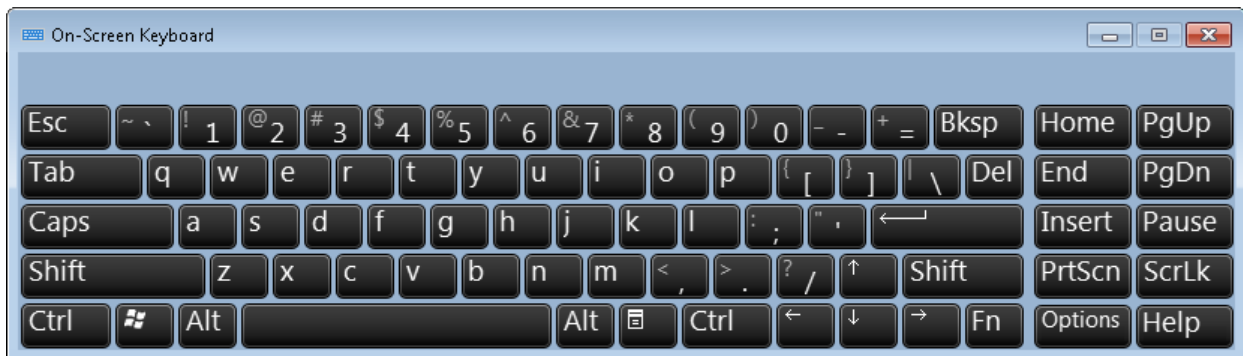 On-Screen Keyboard
Esc ~ ` ! 1 @ 2 # 3 $ 4 % 5 ^ 6 & 7 * 8 ( 9 ) 0 _ - + = Bksp Home PgUp
Tab q w e r t y u i o p { [ } ] | \ Del End PgDn
Caps a s d f g h j k l : ; " ' Insert Pause
Shift z x c v b n m < , > . ? / ↑ Shift PrtScn ScrLk
Ctrl Alt Alt Ctrl ← ↓ → Fn Options Help